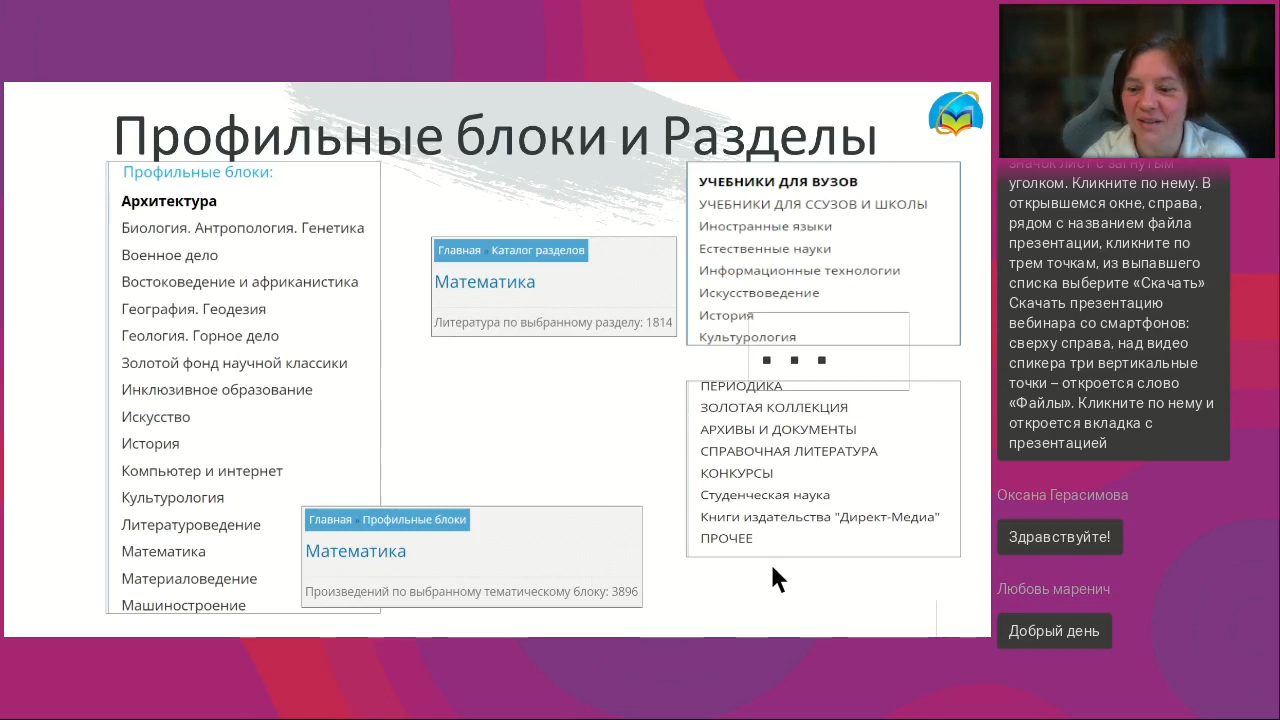 Профильные блоки и Разделы
Профильные блоки:
Архитектура
Биология. Антропология. Генетика
Военное дело
Востоковедение и африканистика
География. Геодезия
Геология. Горное дело
Золотой фонд научной классики
Инклюзивное образование
Искусство
История
Компьютер и интернет
Культурология
Литературоведение
Математика
Материаловедение
Машиностроение
Главная » Каталог разделов
Математика
Литература по выбранному разделу: 1814
Главная » Профильные блоки
Математика
Произведений по выбранному тематическому блоку: 3896
УЧЕБНИКИ ДЛЯ ВУЗОВ
УЧЕБНИКИ ДЛЯ ССУЗОВ И ШКОЛЫ
Иностранные языки
Естественные науки
Информационные технологии
Искусствоведение
История
Культурология
...
ПЕРИОДИКА
ЗОЛОТАЯ КОЛЛЕКЦИЯ
АРХИВЫ И ДОКУМЕНТЫ
СПРАВОЧНАЯ ЛИТЕРАТУРА
КОНКУРСЫ
Студенческая наука
Книги издательства "Директ-Медиа"
ПРОЧЕЕ
значок лист с загнутым
уголком. Кликните по нему. В
открывшемся окне, справа,
рядом с названием файла
презентации, кликните по
трем точкам, из выпавшего
списка выберите «Скачать»
Скачать презентацию
вебинара со смартфонов:
сверху справа, над видео
спикера три вертикальные
точки – откроется слово
«Файлы». Кликните по нему и
откроется вкладка с
презентацией
Оксана Герасимова
Здравствуйте!
Любовь маренич
Добрый день